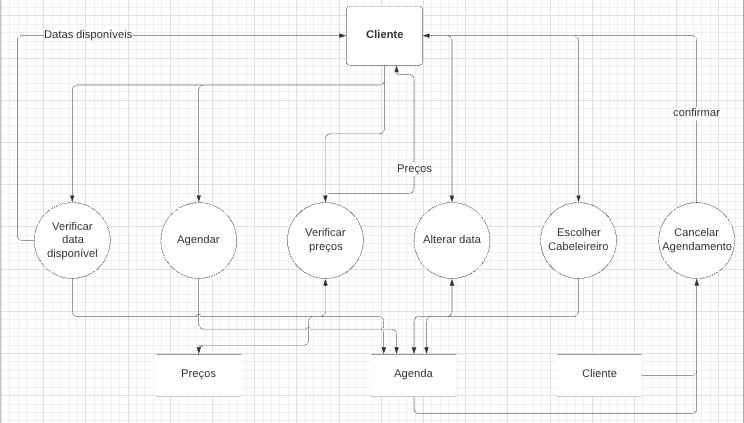 Datas disponíveis
Cliente
confirmar
Preços
Verificar
data
disponível
Agendar
Verificar
preços
Alterar data
Escolher
Cabeleireiro
Cancelar
Agendamento
Preços
Agenda
Cliente